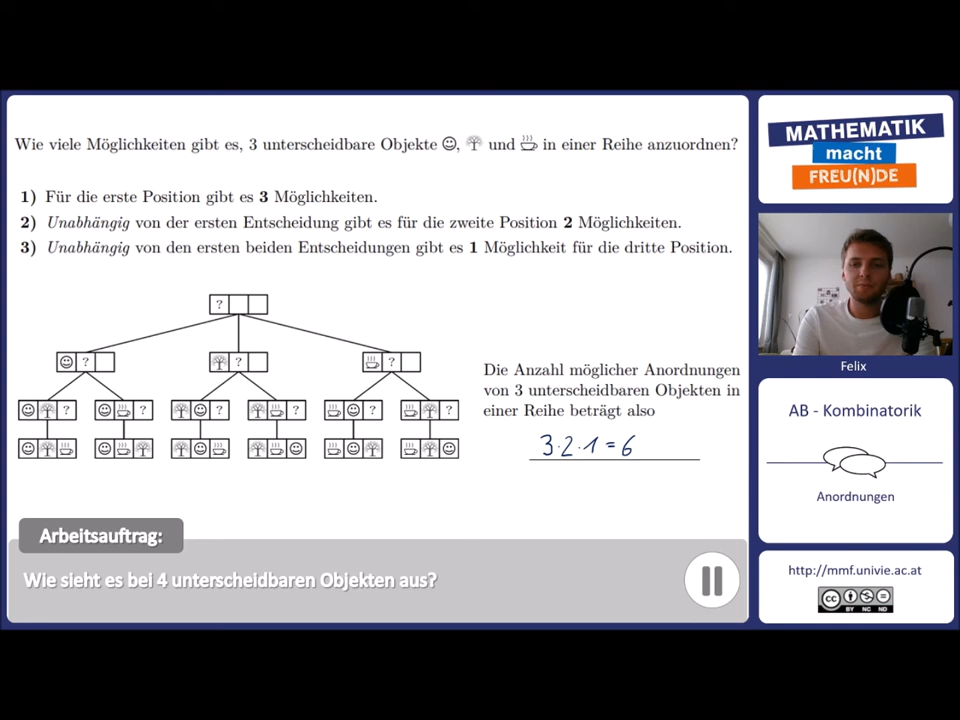 Wie viele Möglichkeiten gibt es, 3 unterscheidbare Objekte ☺, und in einer Reihe anzuordnen?
1) Für die erste Position gibt es 3 Möglichkeiten.
2) Unabhängig von der ersten Entscheidung gibt es für die zweite Position 2 Möglichkeiten.
3) Unabhängig von den ersten beiden Entscheidungen gibt es 1 Möglichkeit für die dritte Position.
?
? ? ?
? ? ? ? ? ?
Die Anzahl möglicher Anordnungen
von 3 unterscheidbaren Objekten in
einer Reihe beträgt also
3·2·1=6
Arbeitsauftrag:
Wie sieht es bei 4 unterscheidbaren Objekten aus?
MATHEMATIK
macht
FREU(N)DE
Felix
AB - Kombinatorik
Anordnungen
http://mmf.univie.ac.at
cc
BY NC ND